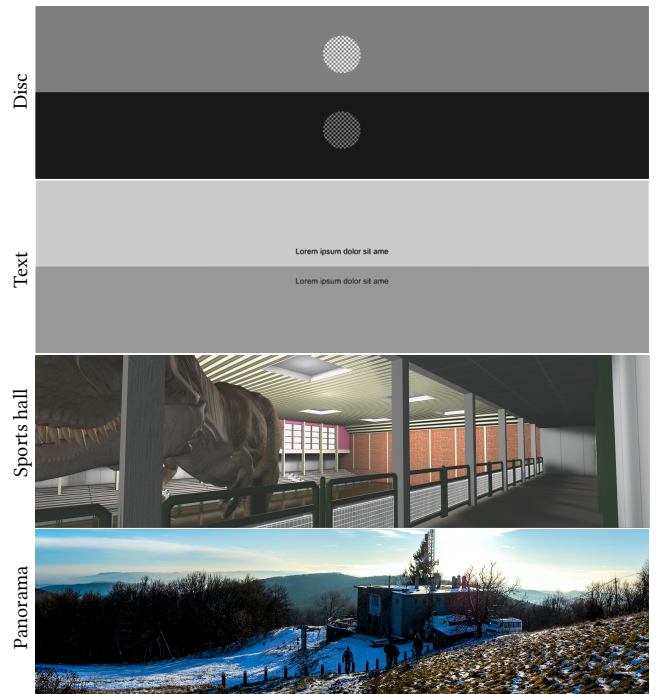 Disc
Text
Lorem ipsum dolor sit ame
Lorem ipsum dolor sit ame
Sports hall
Panorama